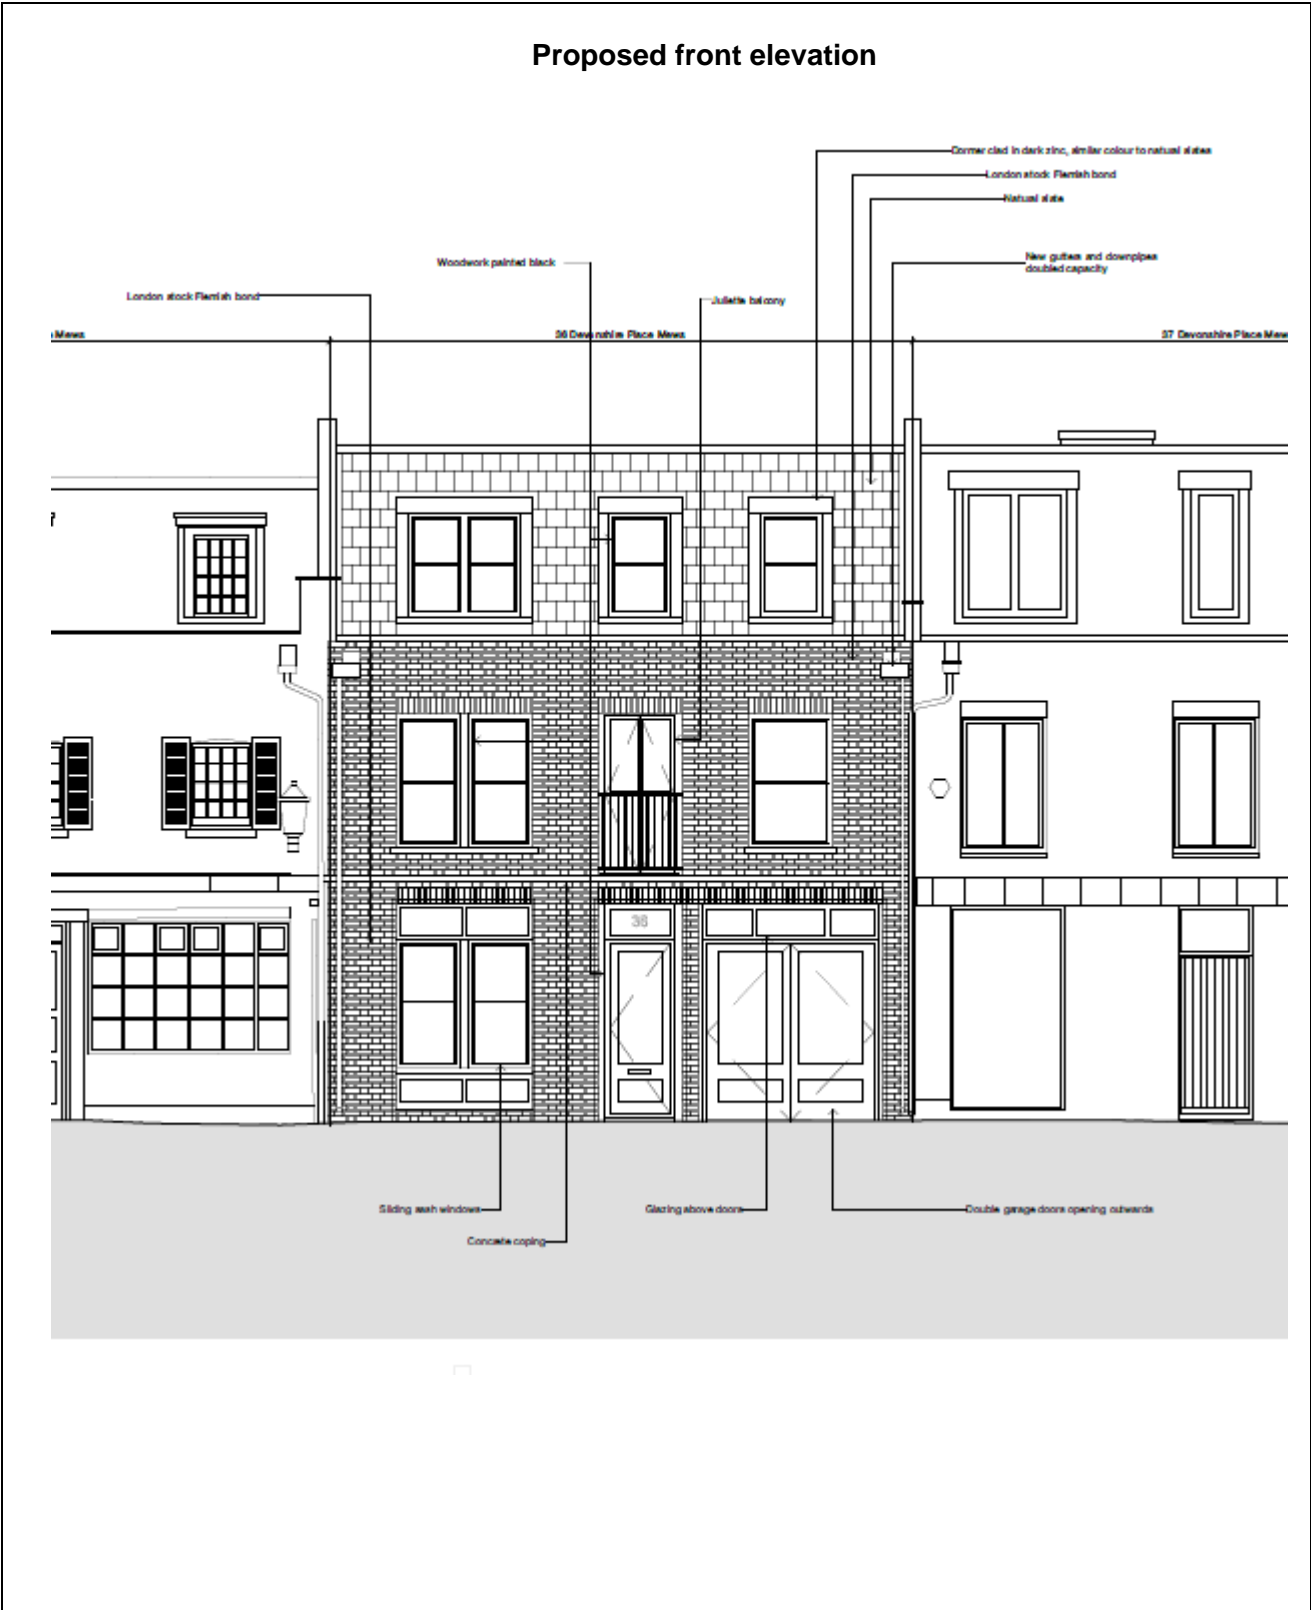 Proposed front elevation
Dormer clad in dark zinc, similar colour to natural slates
London stock Flemish bond
Natural slate
Woodwork painted black
New gutters and downpipes
doubled capacity
London stock Flemish bond
Juliette balcony
Mews
36 Devonshire Place Mews
37 Devonshire Place Mew
36
Sliding sash windows
Glazing above doors
Double garage doors opening outwards
Concrete coping